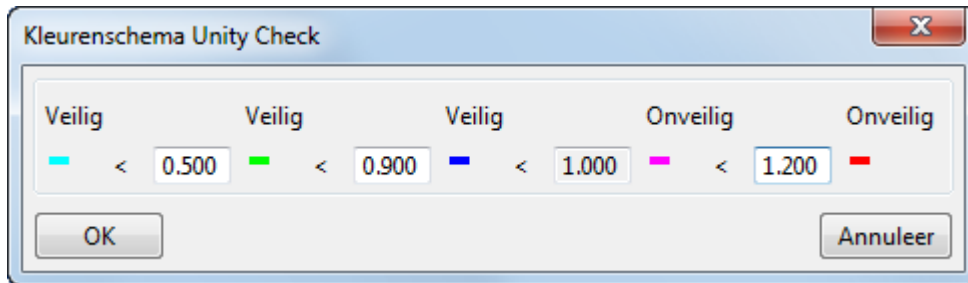 Kleurenschema Unity Check
Veilig Veilig Veilig Onveilig Onveilig
< 0.500 < 0.900 < 1.000 < 1.200
OK Annuleer